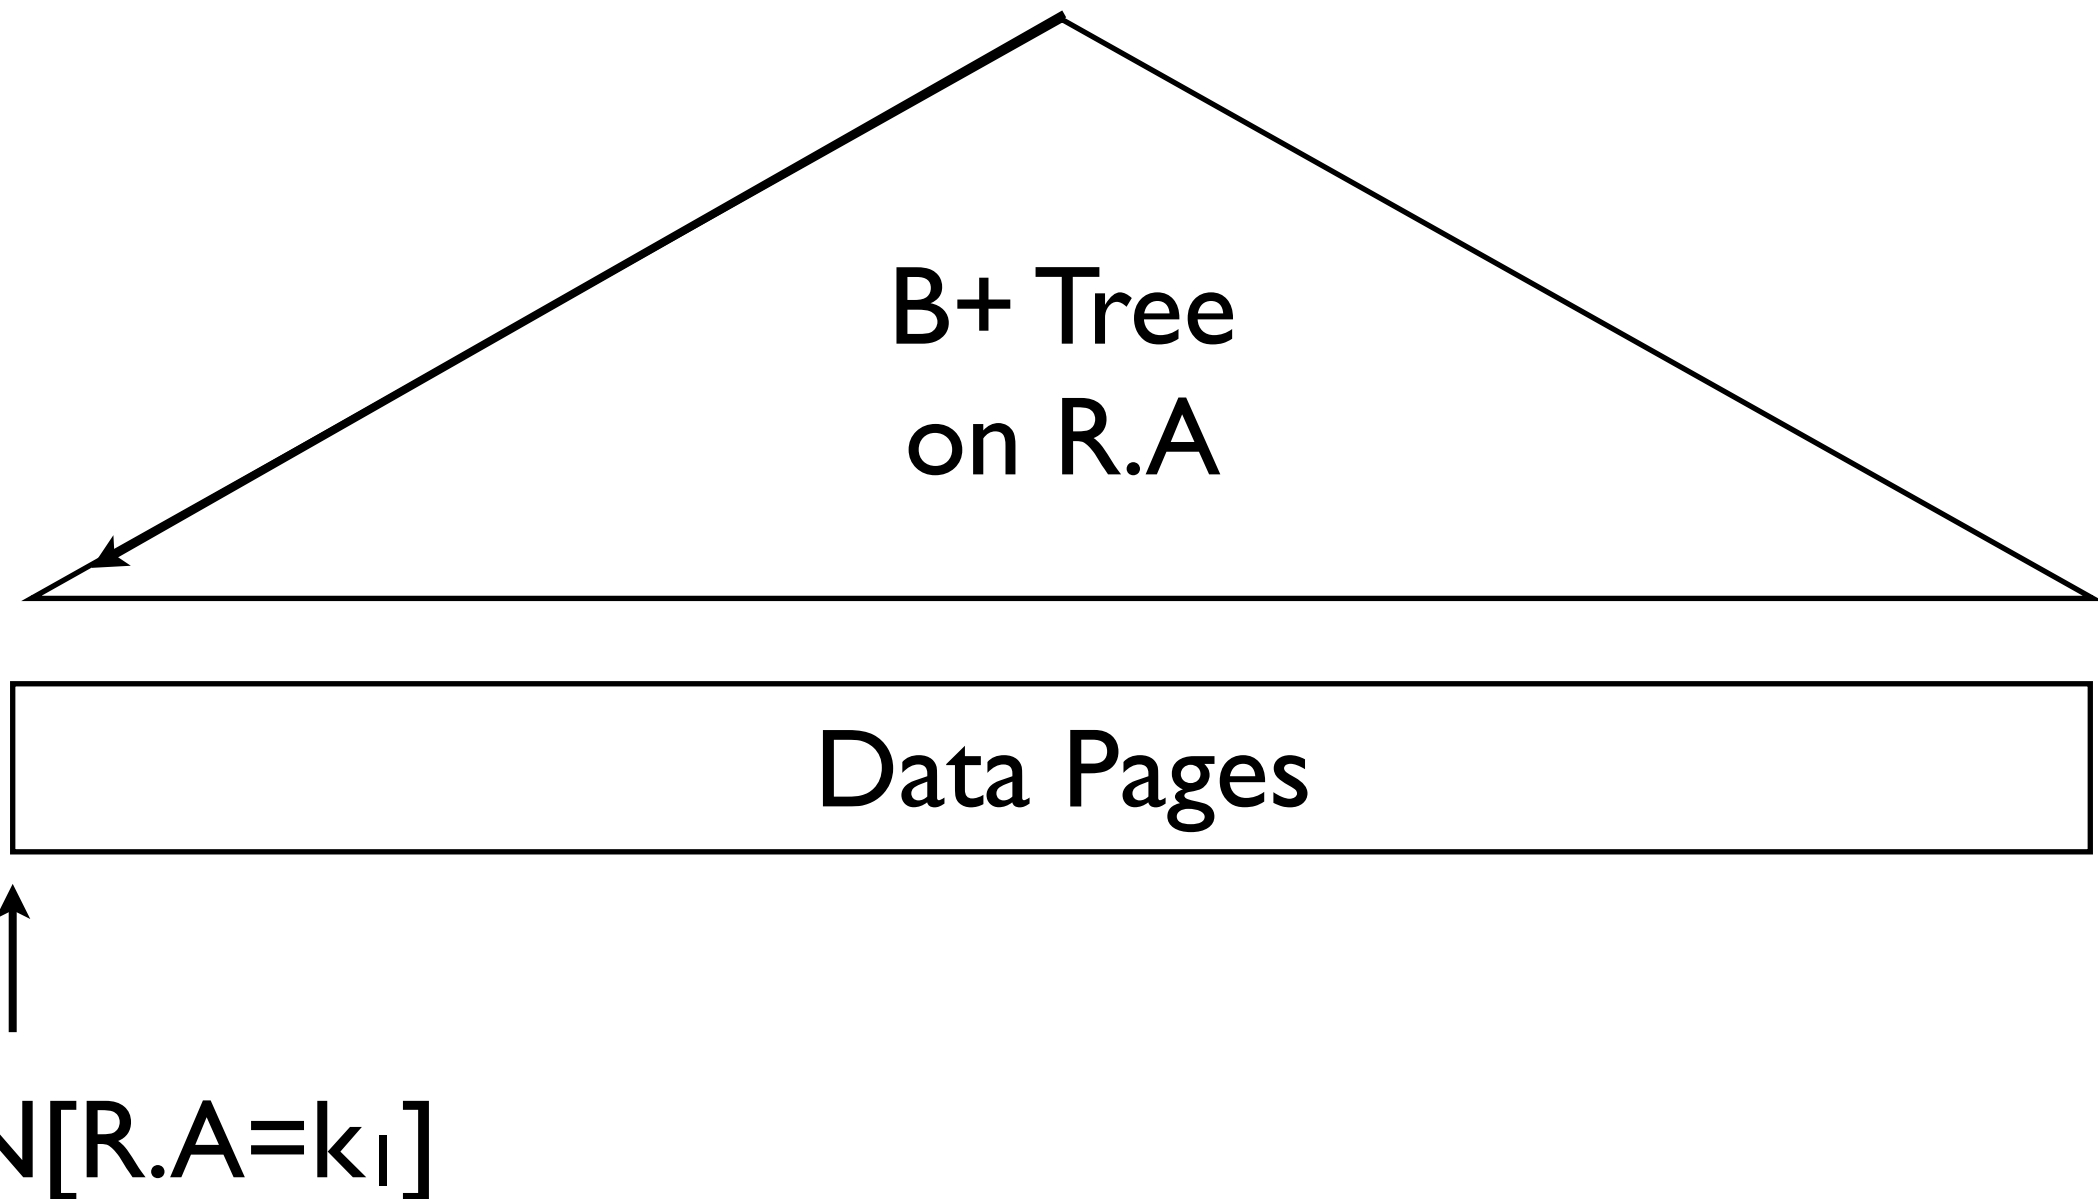 B+ Tree
on R.A
Data Pages
N[R.A=k₁]